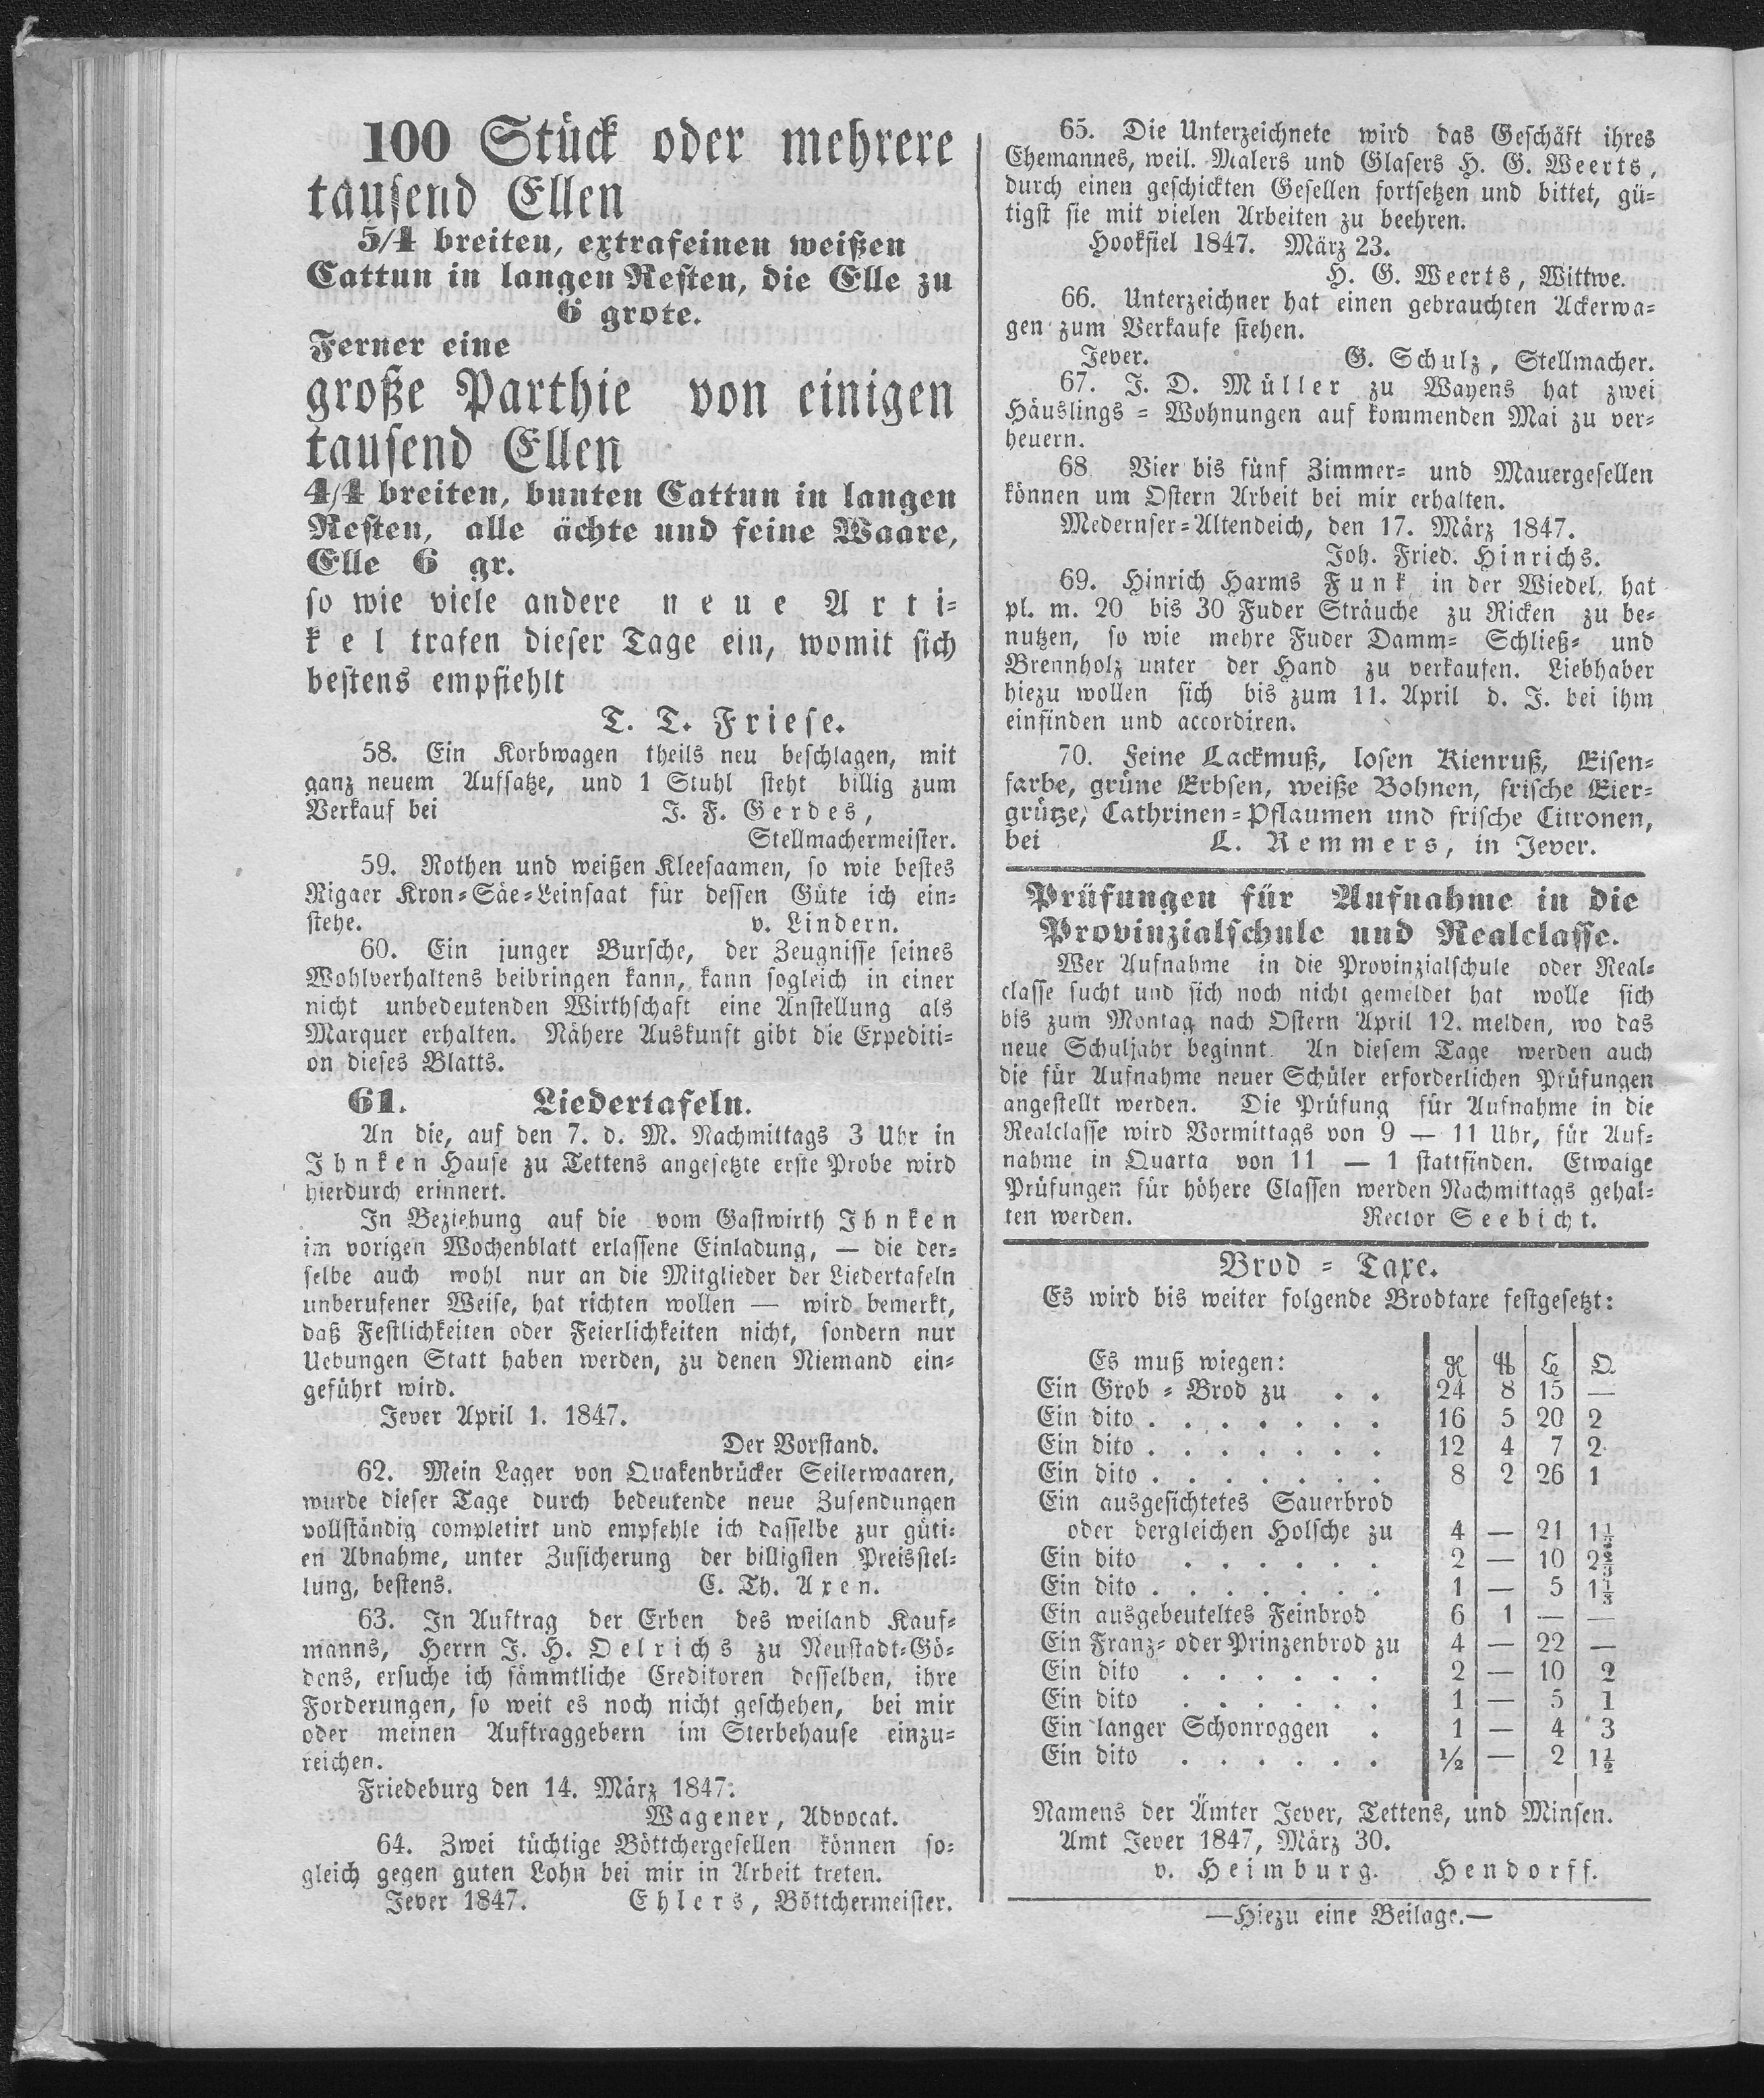 100 Stück oder mehrere
tausend Ellen
5/4 breiten, extrafeinen weißen
Cattun in langen Resten, die Elle zu
6 grote.
Ferner eine
große Parthie von einigen
tausend Ellen
4/4 breiten, bunten Cattun in langen
Resten, alle ächte und feine Waare,
Elle 6 gr.
so wie viele andere neue Arti-
kel trafen dieser Tage ein, womit sich
bestens empfiehlt
T. T. Friese.
58. Ein Korbwagen theils neu beschlagen, mit
ganz neuem Aufsatze, und 1 Stuhl steht billig zum
Verkauf bei J. F. Gerdes,
Stellmachermeister.
59. Rothen und weißen Kleesaamen, so wie bestes
Rigaer Kron-Säe-Leinsaat für dessen Güte ich ein-
stehe. v. Lindern.
60. Ein junger Bursche, der Zeugnisse seines
Wohlverhaltens beibringen kann, kann sogleich in einer
nicht unbedeutenden Wirthschaft eine Anstellung als
Marquer erhalten. Nähere Auskunft gibt die Expediti-
on dieses Blatts.
61. Liedertafeln.
An die, auf den 7. d. M. Nachmittags 3 Uhr in
Ihnken Hause zu Tettens angesetzte erste Probe wird
hierdurch erinnert.
In Beziehung auf die vom Gastwirth Ihnken
im vorigen Wochenblatt erlassene Einladung, — die der-
selbe auch wohl nur an die Mitglieder der Liedertafeln
unberufener Weise, hat richten wollen — wird bemerkt,
daß Festlichkeiten oder Feierlichkeiten nicht, sondern nur
Uebungen Statt haben werden, zu denen Niemand ein-
geführt wird.
Jever April 1. 1847.
Der Vorstand.
62. Mein Lager von Quakenbrücker Seilerwaaren,
wurde dieser Tage durch bedeutende neue Zusendungen
vollständig completirt und empfehle ich dasselbe zur güti-
en Abnahme, unter Zusicherung der billigsten Preisstel-
lung, bestens. C. Th. Axen.
63. In Auftrag der Erben des weiland Kauf-
manns, Herrn J. H. Oelrichs zu Neustadt-Gö-
dens, ersuche ich sämmtliche Creditoren desselben, ihre
Forderungen, so weit es noch nicht geschehen, bei mir
oder meinen Auftraggebern im Sterbehause einzu-
reichen.
Friedeburg den 14. März 1847.
Wagener, Advocat.
64. Zwei tüchtige Böttchergesellen können so-
gleich gegen guten Lohn bei mir in Arbeit treten.
Jever 1847. Ehlers, Böttchermeister.
65. Die Unterzeichnete wird das Geschäft ihres
Ehemannes, weil. Malers und Glasers H. G. Weerts,
durch einen geschickten Gesellen fortsetzen und bittet, gü-
tigst sie mit vielen Arbeiten zu beehren.
Hooksiel 1847. März 23.
H. G. Weerts, Wittwe.
66. Unterzeichner hat einen gebrauchten Ackerwa-
gen zum Verkaufe stehen.
Jever. G. Schulz, Stellmacher.
67. J. D. Müller zu Wayens hat zwei
Häuslings-Wohnungen auf kommenden Mai zu ver-
heuern.
68 Vier bis fünf Zimmer- und Mauergesellen
können um Ostern Arbeit bei mir erhalten.
Medernser-Altendeich, den 17. März 1847.
Joh. Fried. Hinrichs.
69. Hinrich Harms Funk in der Wiedel, hat
pl. m. 20 bis 30 Fuder Sträuche zu Ricken zu be-
nutzen, so wie mehre Fuder Damm- Schließ- und
Brennholz unter der Hand zu verkaufen. Liebhaber
hiezu wollen sich bis zum 11. April d. J. bei ihm
einfinden und accordiren.
70. Feine Lackmuß, losen Kienruß, Eisen-
farbe, grüne Erbsen, weiße Bohnen, frische Eier-
grütze, Cathrinen-Pflaumen und frische Citronen,
bei L. Remmers, in Jever.
Prüfungen für Aufnahme in die
Provinzialschule und Realclasse.
Wer Aufnahme in die Provinzialschule oder Real-
classe sucht und sich noch nicht gemeldet hat wolle sich
bis zum Montag nach Ostern April 12. melden, wo das
neue Schuljahr beginnt. An diesem Tage werden auch
die für Aufnahme neuer Schüler erforderlichen Prüfungen
angestellt werden. Die Prüfung für Aufnahme in die
Realclasse wird Vormittags von 9 — 11 Uhr, für Auf-
nahme in Quarta von 11 — 1 stattfinden. Etwaige
Prüfungen für höhere Classen werden Nachmittags gehal-
ten werden. Rector Seebicht.
Brod-Taxe.
Es wird bis weiter folgende Brodtaxe festgesetzt:
Es muß wiegen: ℔ L Q
Ein Grob-Brod zu . . 24 8 15 —
Ein dito . . . . . . . 16 5 20 2
Ein dito . . . . . . . 12 4 7 2
Ein dito . . . . . . . 8 2 26 1
Ein ausgesichtetes Sauerbrod
oder dergleichen Holsche zu 4 — 21 1⅓
Ein dito . . . . . . 2 — 10 2⅔
Ein dito . . . . . . . 1 — 5 1⅓
Ein ausgebeuteltes Feinbrod 6 1 — —
Ein Franz- oder Prinzenbrod zu 4 — 22 —
Ein dito . . . . . . 2 — 10 2
Ein dito . . . . . . 1 — 5 1
Ein langer Schonroggen . 1 — 4 3
Ein dito . . . . . . ½ — 2 1½
Namens der Ämter Jever, Tettens, und Minsen.
Amt Jever 1847, März 30.
v. Heimburg. Hendorff.
—Hiezu eine Beilage.—